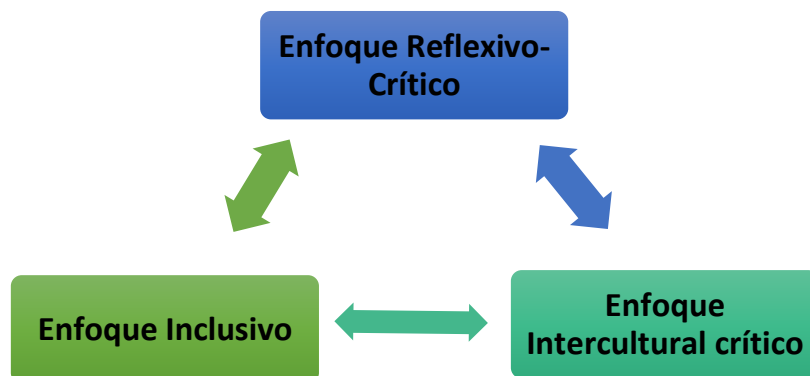 Enfoque Reflexivo-
Crítico
Enfoque Inclusivo
Enfoque
Intercultural crítico